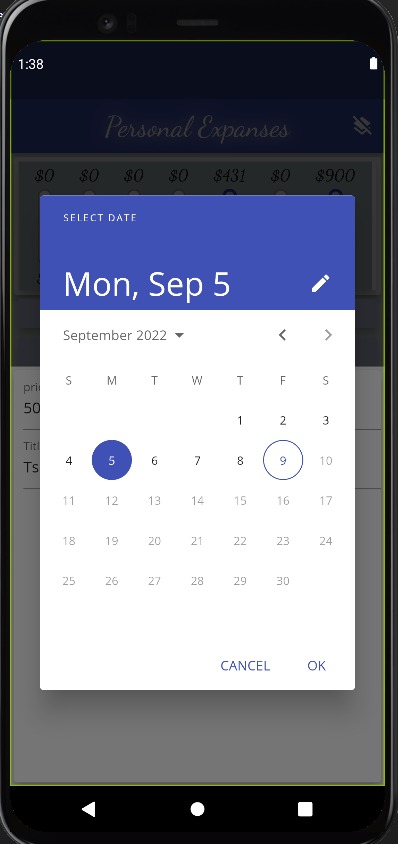 1:38
Personal Expanses
$0 $0 $0 $0 $431 $0 $900
SELECT DATE
Mon, Sep 5
September 2022
S M T W T F S
1 2 3
4 5 6 7 8 9 10
11 12 13 14 15 16 17
18 19 20 21 22 23 24
25 26 27 28 29 30
50
Ts
CANCEL OK